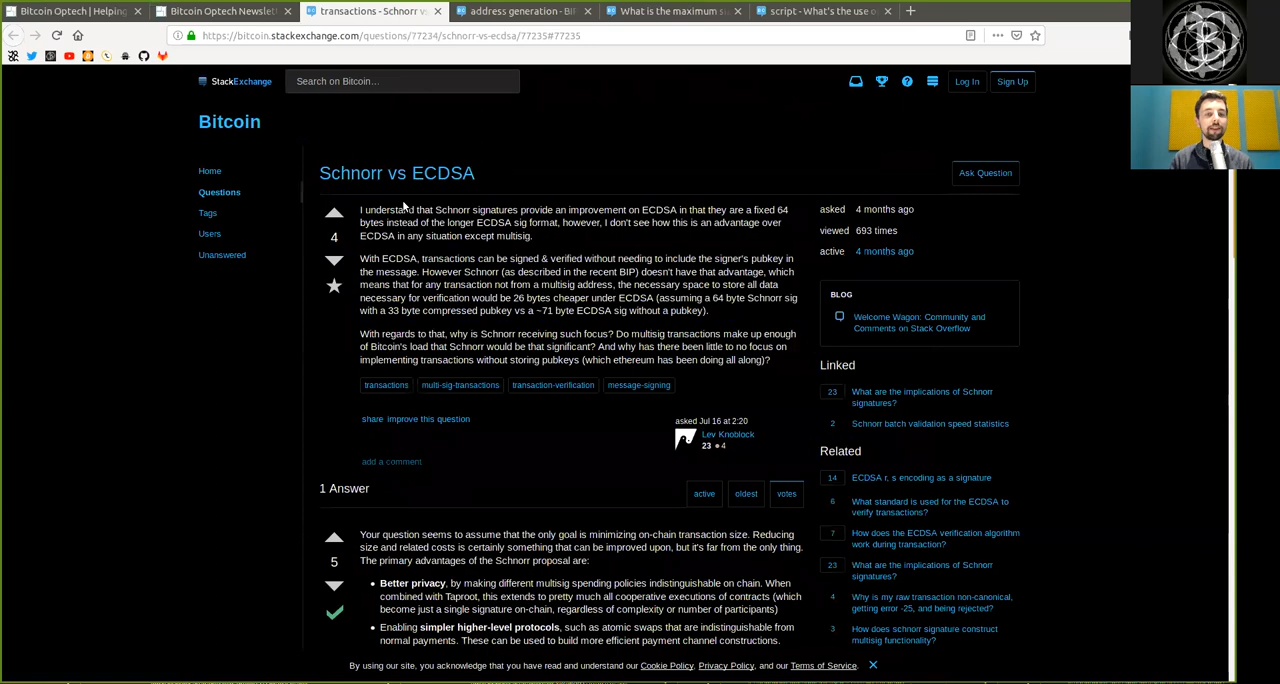 Bitcoin Optech | Helping
Bitcoin Optech Newslet
transactions - Schnorr vs
address generation - BIP
What is the maximum s
script - What's the use o
https://bitcoin.stackexchange.com/questions/77234/schnorr-vs-ecdsa/77235#77235
StackExchange
Search on Bitcoin…
Log In
Sign Up
Bitcoin
Home
Questions
Tags
Users
Unanswered
Schnorr vs ECDSA
Ask Question
4
I understand that Schnorr signatures provide an improvement on ECDSA in that they are a fixed 64
bytes instead of the longer ECDSA sig format, however, I don't see how this is an advantage over
ECDSA in any situation except multisig.
With ECDSA, transactions can be signed & verified without needing to include the signer's pubkey in
the message. However Schnorr (as described in the recent BIP) doesn't have that advantage, which
means that for any transaction not from a multisig address, the necessary space to store all data
necessary for verification would be 26 bytes cheaper under ECDSA (assuming a 64 byte Schnorr sig
with a 33 byte compressed pubkey vs a ~71 byte ECDSA sig without a pubkey).
With regards to that, why is Schnorr receiving such focus? Do multisig transactions make up enough
of Bitcoin's load that Schnorr would be that significant? And why has there been little to no focus on
implementing transactions without storing pubkeys (which ethereum has been doing all along)?
transactions
multi-sig-transactions
transaction-verification
message-signing
share improve this question
asked Jul 16 at 2:20
Lev Knoblock
23 4
add a comment
1 Answer
active
oldest
votes
5
Your question seems to assume that the only goal is minimizing on-chain transaction size. Reducing
size and related costs is certainly something that can be improved upon, but it's far from the only thing.
The primary advantages of the Schnorr proposal are:
• Better privacy, by making different multisig spending policies indistinguishable on chain. When
combined with Taproot, this extends to pretty much all cooperative executions of contracts (which
become just a single signature on-chain, regardless of complexity or number of participants)
• Enabling simpler higher-level protocols, such as atomic swaps that are indistinguishable from
normal payments. These can be used to build more efficient payment channel constructions.
asked 4 months ago
viewed 693 times
active 4 months ago
BLOG
Welcome Wagon: Community and
Comments on Stack Overflow
Linked
23 What are the implications of Schnorr
signatures?
2 Schnorr batch validation speed statistics
Related
14 ECDSA r, s encoding as a signature
6 What standard is used for the ECDSA to
verify transactions?
7 How does the ECDSA verification algorithm
work during transaction?
23 What are the implications of Schnorr
signatures?
4 Why is my raw transaction non-canonical,
getting error -25, and being rejected?
3 How does schnorr signature construct
multisig functionality?
By using our site, you acknowledge that you have read and understand our Cookie Policy, Privacy Policy, and our Terms of Service.